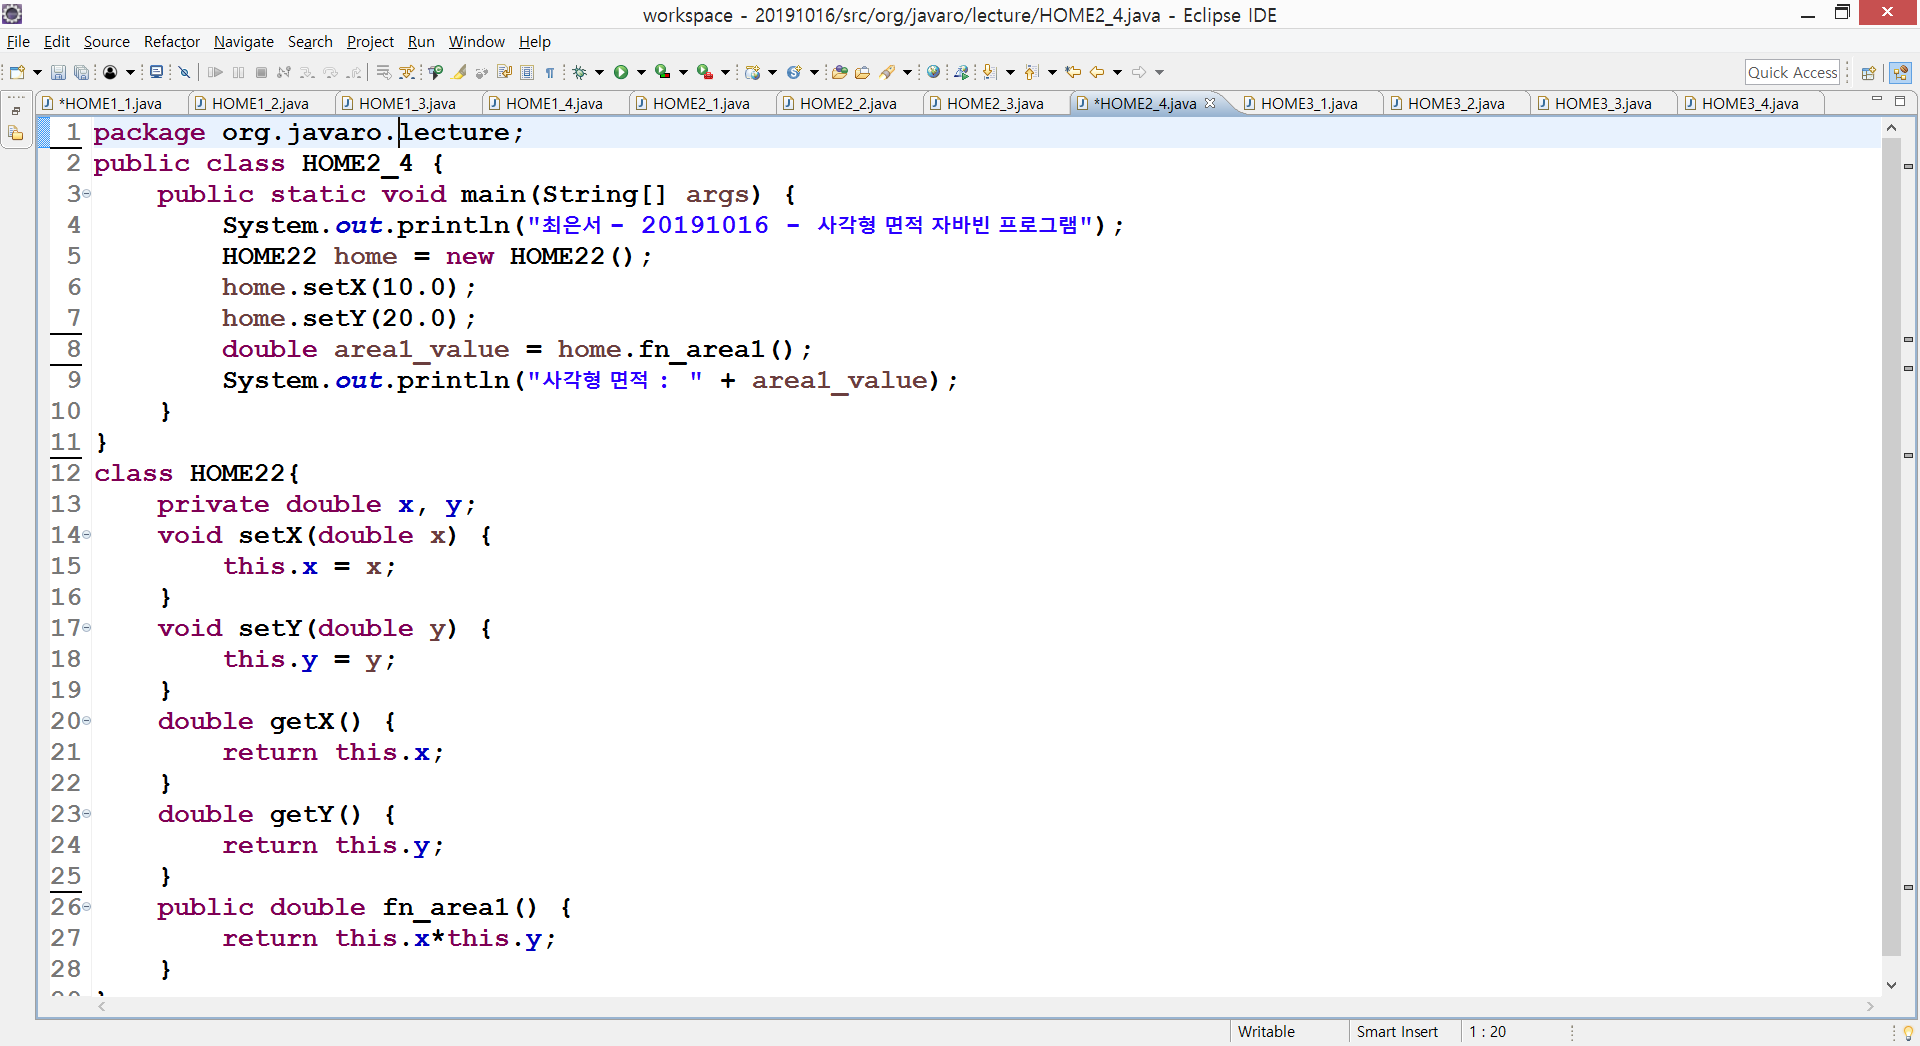 workspace - 20191016/src/org/javaro/lecture/HOME2_4.java - Eclipse IDE
File Edit Source Refactor Navigate Search Project Run Window Help
Quick Access
*HOME1_1.java HOME1_2.java HOME1_3.java HOME1_4.java HOME2_1.java HOME2_2.java HOME2_3.java *HOME2_4.java HOME3_1.java HOME3_2.java HOME3_3.java HOME3_4.java
1 package org.javaro.lecture;
2 public class HOME2_4 {
3 public static void main(String[] args) {
4 System.out.println("최은서 - 20191016 - 사각형 면적 자바빈 프로그램");
5 HOME22 home = new HOME22();
6 home.setX(10.0);
7 home.setY(20.0);
8 double area1_value = home.fn_area1();
9 System.out.println("사각형 면적 : " + area1_value);
10 }
11 }
12 class HOME22{
13 private double x, y;
14 void setX(double x) {
15 this.x = x;
16 }
17 void setY(double y) {
18 this.y = y;
19 }
20 double getX() {
21 return this.x;
22 }
23 double getY() {
24 return this.y;
25 }
26 public double fn_area1() {
27 return this.x*this.y;
28 }
Writable Smart Insert 1 : 20